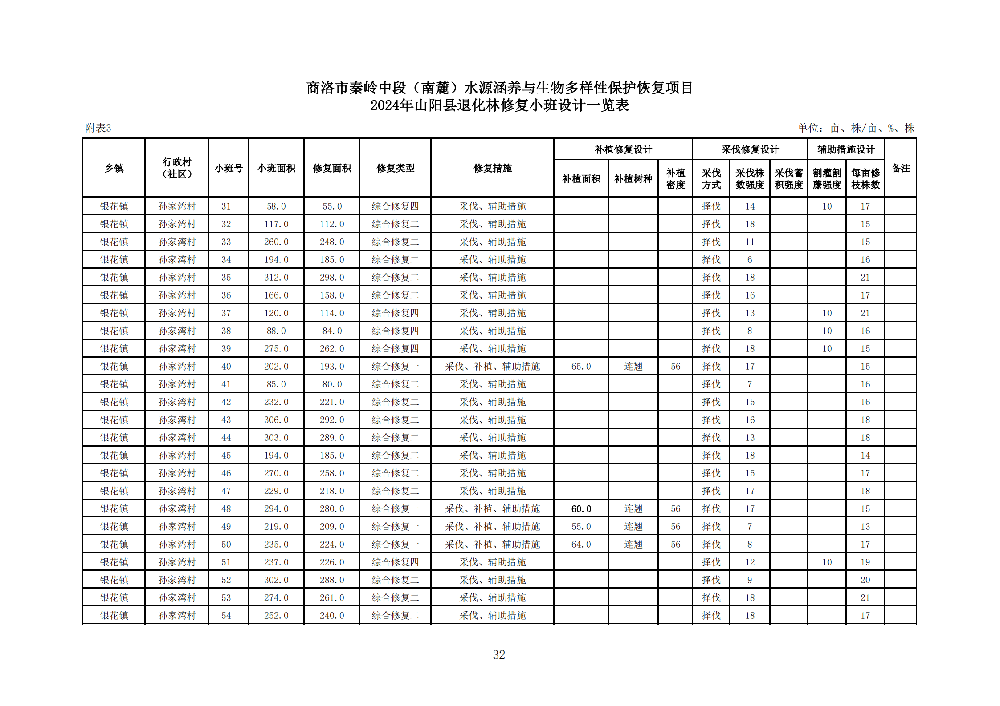 商洛市秦岭中段（南麓）水源涵养与生物多样性保护恢复项目
2024年山阳县退化林修复小班设计一览表
附表3 单位：亩、株/亩、%、株
乡镇 行政村（社区） 小班号 小班面积 修复面积 修复类型 修复措施 补植修复设计 采伐修复设计 辅助措施设计 备注
补植面积 补植树种 补植密度 采伐方式 采伐株数强度 采伐蓄积强度 割灌割藤强度 每亩修枝株数
银花镇 孙家湾村 31 58.0 55.0 综合修复四 采伐、辅助措施 择伐 14 10 17
银花镇 孙家湾村 32 117.0 112.0 综合修复二 采伐、辅助措施 择伐 18 15
银花镇 孙家湾村 33 260.0 248.0 综合修复二 采伐、辅助措施 择伐 11 15
银花镇 孙家湾村 34 194.0 185.0 综合修复二 采伐、辅助措施 择伐 6 16
银花镇 孙家湾村 35 312.0 298.0 综合修复二 采伐、辅助措施 择伐 18 21
银花镇 孙家湾村 36 166.0 158.0 综合修复二 采伐、辅助措施 择伐 16 17
银花镇 孙家湾村 37 120.0 114.0 综合修复四 采伐、辅助措施 择伐 13 10 21
银花镇 孙家湾村 38 88.0 84.0 综合修复四 采伐、辅助措施 择伐 8 10 16
银花镇 孙家湾村 39 275.0 262.0 综合修复四 采伐、辅助措施 择伐 18 10 15
银花镇 孙家湾村 40 202.0 193.0 综合修复一 采伐、补植、辅助措施 65.0 连翘 56 择伐 17 15
银花镇 孙家湾村 41 85.0 80.0 综合修复二 采伐、辅助措施 择伐 7 16
银花镇 孙家湾村 42 232.0 221.0 综合修复二 采伐、辅助措施 择伐 15 16
银花镇 孙家湾村 43 306.0 292.0 综合修复二 采伐、辅助措施 择伐 16 18
银花镇 孙家湾村 44 303.0 289.0 综合修复二 采伐、辅助措施 择伐 13 18
银花镇 孙家湾村 45 194.0 185.0 综合修复二 采伐、辅助措施 择伐 18 14
银花镇 孙家湾村 46 270.0 258.0 综合修复二 采伐、辅助措施 择伐 15 17
银花镇 孙家湾村 47 229.0 218.0 综合修复二 采伐、辅助措施 择伐 17 18
银花镇 孙家湾村 48 294.0 280.0 综合修复一 采伐、补植、辅助措施 60.0 连翘 56 择伐 17 15
银花镇 孙家湾村 49 219.0 209.0 综合修复一 采伐、补植、辅助措施 55.0 连翘 56 择伐 7 13
银花镇 孙家湾村 50 235.0 224.0 综合修复一 采伐、补植、辅助措施 64.0 连翘 56 择伐 8 17
银花镇 孙家湾村 51 237.0 226.0 综合修复四 采伐、辅助措施 择伐 12 10 19
银花镇 孙家湾村 52 302.0 288.0 综合修复二 采伐、辅助措施 择伐 9 20
银花镇 孙家湾村 53 274.0 261.0 综合修复二 采伐、辅助措施 择伐 18 21
银花镇 孙家湾村 54 252.0 240.0 综合修复二 采伐、辅助措施 择伐 18 17
32